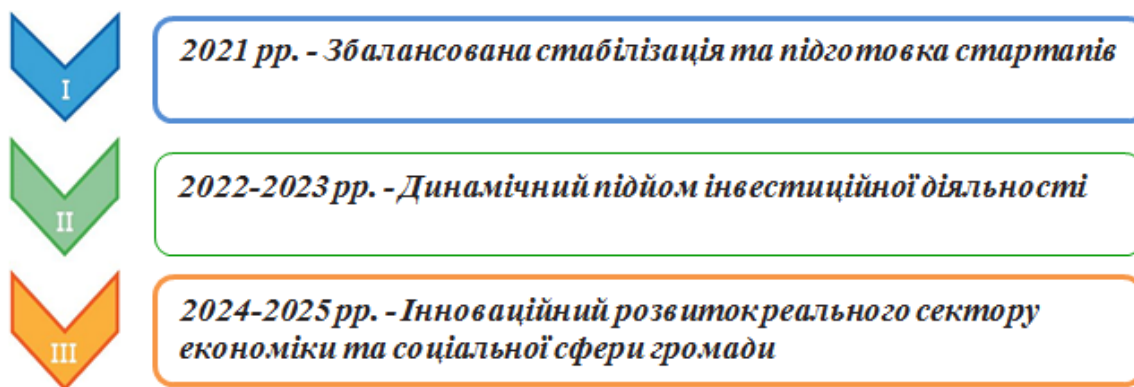 I
2021 рр. - Збалансована стабілізація та підготовка стартапів
II
2022-2023 рр. - Динамічний підйом інвестиційної діяльності
III
2024-2025 рр. - Інноваційний розвиток реального сектору
економіки та соціальної сфери громади